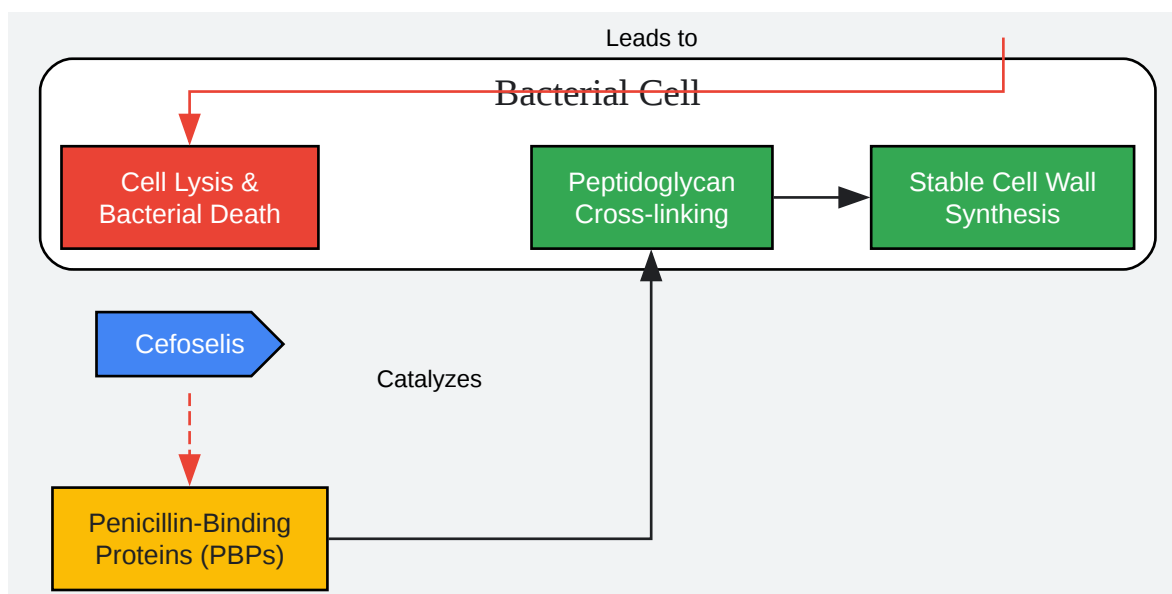 Leads to
Bacterial Cell
Cell Lysis &
Bacterial Death
Peptidoglycan
Cross-linking
Stable Cell Wall
Synthesis
Cefoselis
Catalyzes
Penicillin-Binding
Proteins (PBPs)